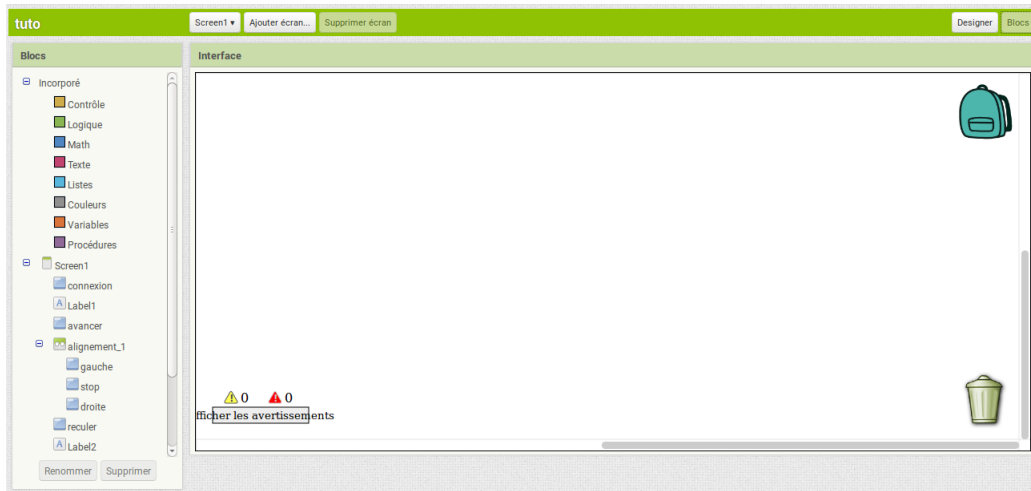 tuto
Screen1 ▾ Ajouter écran... Supprimer écran
Designer Blocs
Blocs
Interface
Incorporé
Contrôle
Logique
Math
Texte
Listes
Couleurs
Variables
Procédures
Screen1
connexion
A Label1
avancer
alignement_1
gauche
stop
droite
reculer
A Label2
Renommer Supprimer
0 0
fficher les avertissements